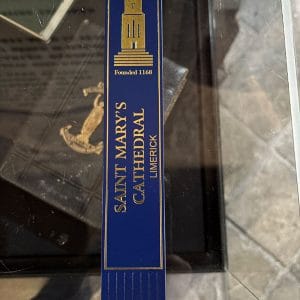 Founded 1168
SAINT MARY'S
CATHEDRAL
LIMERICK